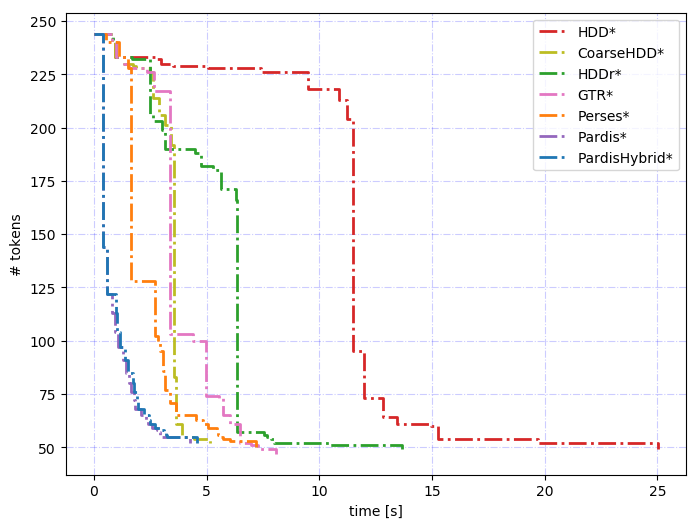 250
225
200
175
150
125
100
75
50
# tokens
0
5
10
15
20
25
time [s]
HDD*
CoarseHDD*
HDDr*
GTR*
Perses*
Pardis*
PardisHybrid*